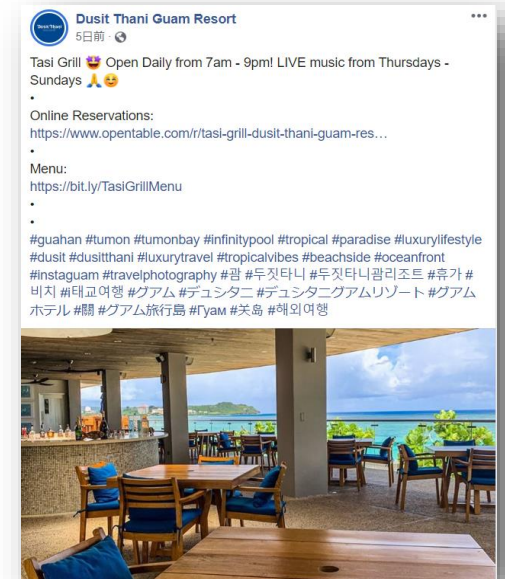 Dusit Thani Guam Resort
5日前
Tasi Grill 🤩 Open Daily from 7am - 9pm! LIVE music from Thursdays -
Sundays 🙏😊
•
Online Reservations:
https://www.opentable.com/r/tasi-grill-dusit-thani-guam-res…
•
Menu:
https://bit.ly/TasiGrillMenu
•
•
#guahan #tumon #tumonbay #infinitypool #tropical #paradise #luxurylifestyle
#dusit #dusitthani #luxurytravel #tropicalvibes #beachside #oceanfront
#instaguam #travelphotography #괌 #두짓타니 #두짓타니괌리조트 #휴가 #
비치 #태교여행 #グアム #デュシタニ #デュシタニグアムリゾート #グアム
ホテル #關 #グアム旅行島 #Гуам #关岛 #해외여행